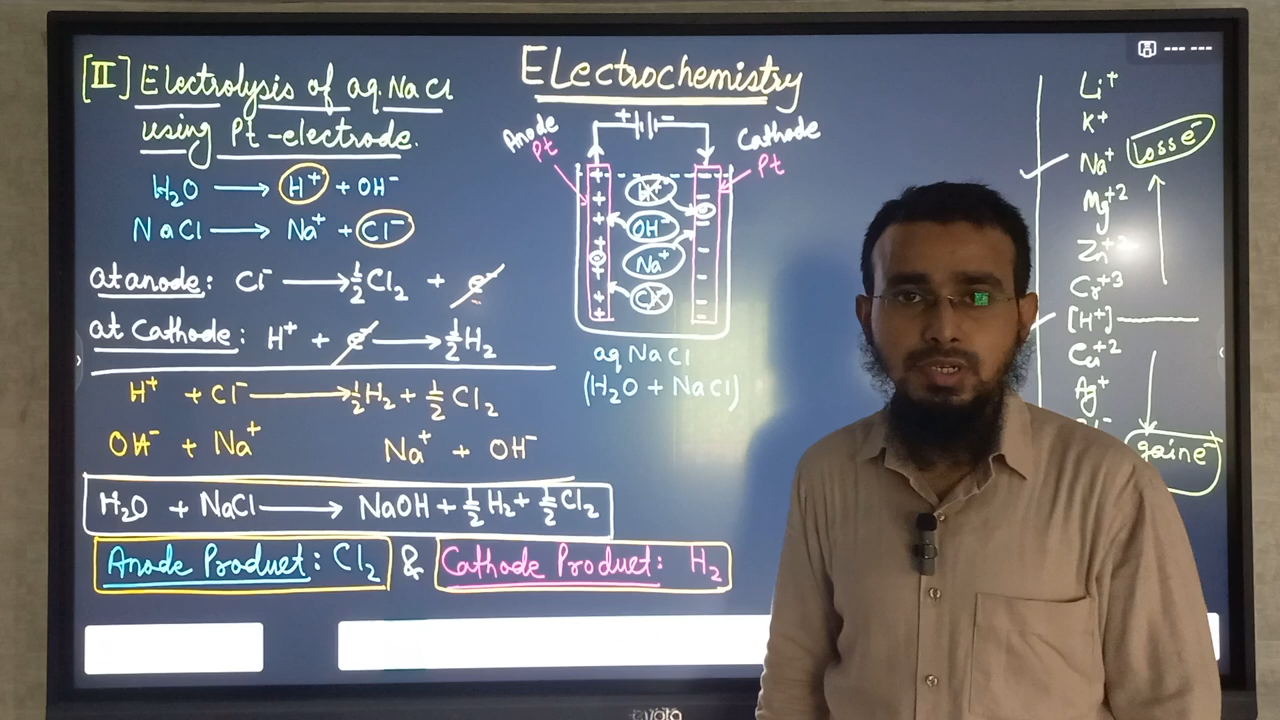 [II] Electrolysis of aq. NaCl
using Pt-electrode.
H₂O ⟶ H⁺ + OH⁻
NaCl ⟶ Na⁺ + Cl⁻
at anode: Cl⁻ ⟶ ½Cl₂ + e⁻
at Cathode: H⁺ + e⁻ ⟶ ½H₂
H⁺ + Cl⁻ ⟶ ½H₂ + ½Cl₂
OH⁻ + Na⁺ Na⁺ + OH⁻
H₂O + NaCl ⟶ NaOH + ½H₂ + ½Cl₂
Anode Product: Cl₂ & Cathode Product: H₂
Electrochemistry
+ -
Anode
Pt
Cathode
Pt
H⁺
OH⁻
Na⁺
Cl⁻
aq NaCl
(H₂O + NaCl)
Li⁺
K⁺
Na⁺
Loss e⁻
Mg⁺²
Zn⁺²
Cr⁺³
[H⁺]
Cu⁺²
Ag⁺
gain e⁻